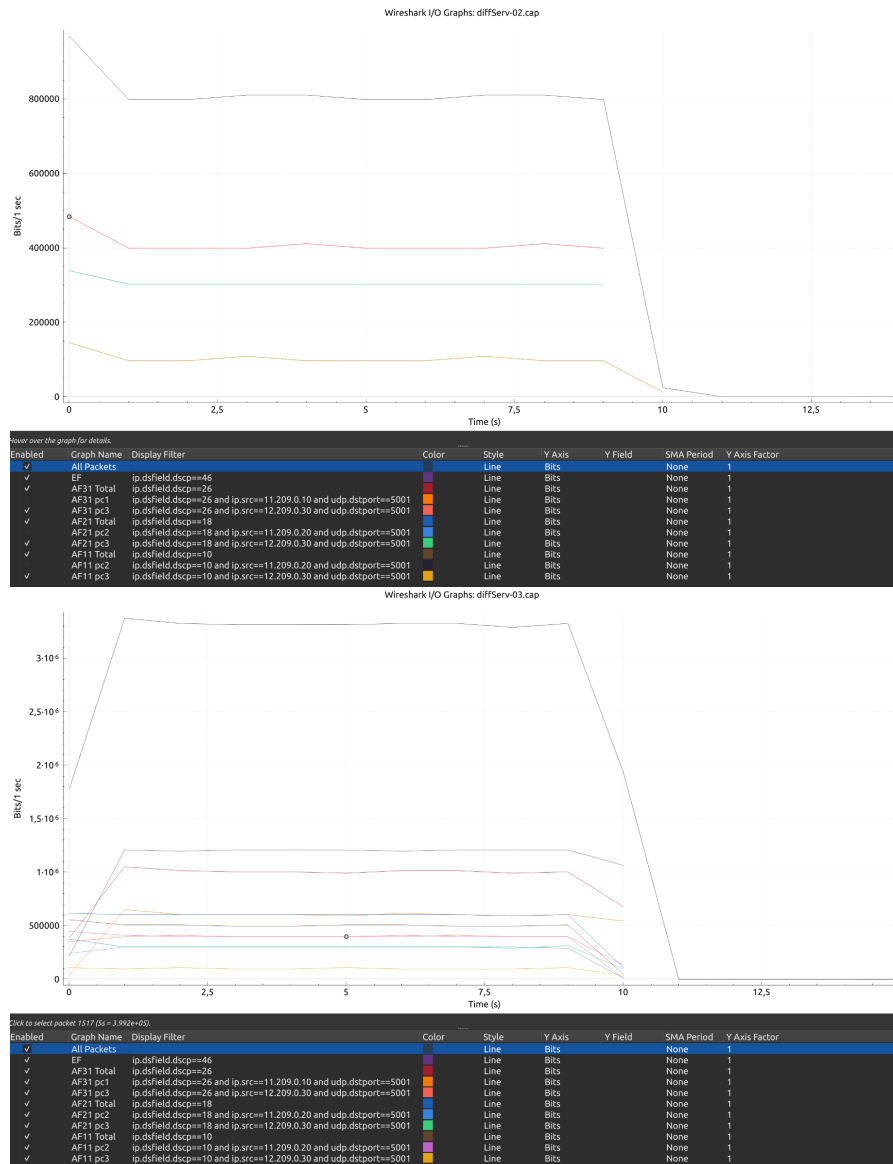 Wireshark I/O Graphs: diffServ-02.cap
800000
600000
400000
200000
0
Bits/1 sec
0 2,5 5 7,5 10 12,5
Time (s)
Hover over the graph for details.
Enabled Graph Name Display Filter Color Style Y Axis Y Field SMA Period Y Axis Factor
✓ All Packets Line Bits None 1
✓ EF ip.dsfield.dscp==46 Line Bits None 1
✓ AF31 Total ip.dsfield.dscp==26 Line Bits None 1
AF31 pc1 ip.dsfield.dscp==26 and ip.src==11.209.0.10 and udp.dstport==5001 Line Bits None 1
✓ AF31 pc3 ip.dsfield.dscp==26 and ip.src==12.209.0.30 and udp.dstport==5001 Line Bits None 1
✓ AF21 Total ip.dsfield.dscp==18 Line Bits None 1
AF21 pc2 ip.dsfield.dscp==18 and ip.src==11.209.0.20 and udp.dstport==5001 Line Bits None 1
✓ AF21 pc3 ip.dsfield.dscp==18 and ip.src==12.209.0.30 and udp.dstport==5001 Line Bits None 1
✓ AF11 Total ip.dsfield.dscp==10 Line Bits None 1
AF11 pc2 ip.dsfield.dscp==10 and ip.src==11.209.0.20 and udp.dstport==5001 Line Bits None 1
✓ AF11 pc3 ip.dsfield.dscp==10 and ip.src==12.209.0.30 and udp.dstport==5001 Line Bits None 1
Wireshark I/O Graphs: diffServ-03.cap
3·10⁶
2,5·10⁶
2·10⁶
1,5·10⁶
1·10⁶
500000
0
Bits/1 sec
0 2,5 5 7,5 10 12,5
Time (s)
Click to select packet 1517 (5s = 3.992e+05).
Enabled Graph Name Display Filter Color Style Y Axis Y Field SMA Period Y Axis Factor
✓ All Packets Line Bits None 1
✓ EF ip.dsfield.dscp==46 Line Bits None 1
✓ AF31 Total ip.dsfield.dscp==26 Line Bits None 1
✓ AF31 pc1 ip.dsfield.dscp==26 and ip.src==11.209.0.10 and udp.dstport==5001 Line Bits None 1
✓ AF31 pc3 ip.dsfield.dscp==26 and ip.src==12.209.0.30 and udp.dstport==5001 Line Bits None 1
✓ AF21 Total ip.dsfield.dscp==18 Line Bits None 1
✓ AF21 pc2 ip.dsfield.dscp==18 and ip.src==11.209.0.20 and udp.dstport==5001 Line Bits None 1
✓ AF21 pc3 ip.dsfield.dscp==18 and ip.src==12.209.0.30 and udp.dstport==5001 Line Bits None 1
✓ AF11 Total ip.dsfield.dscp==10 Line Bits None 1
✓ AF11 pc2 ip.dsfield.dscp==10 and ip.src==11.209.0.20 and udp.dstport==5001 Line Bits None 1
✓ AF11 pc3 ip.dsfield.dscp==10 and ip.src==12.209.0.30 and udp.dstport==5001 Line Bits None 1